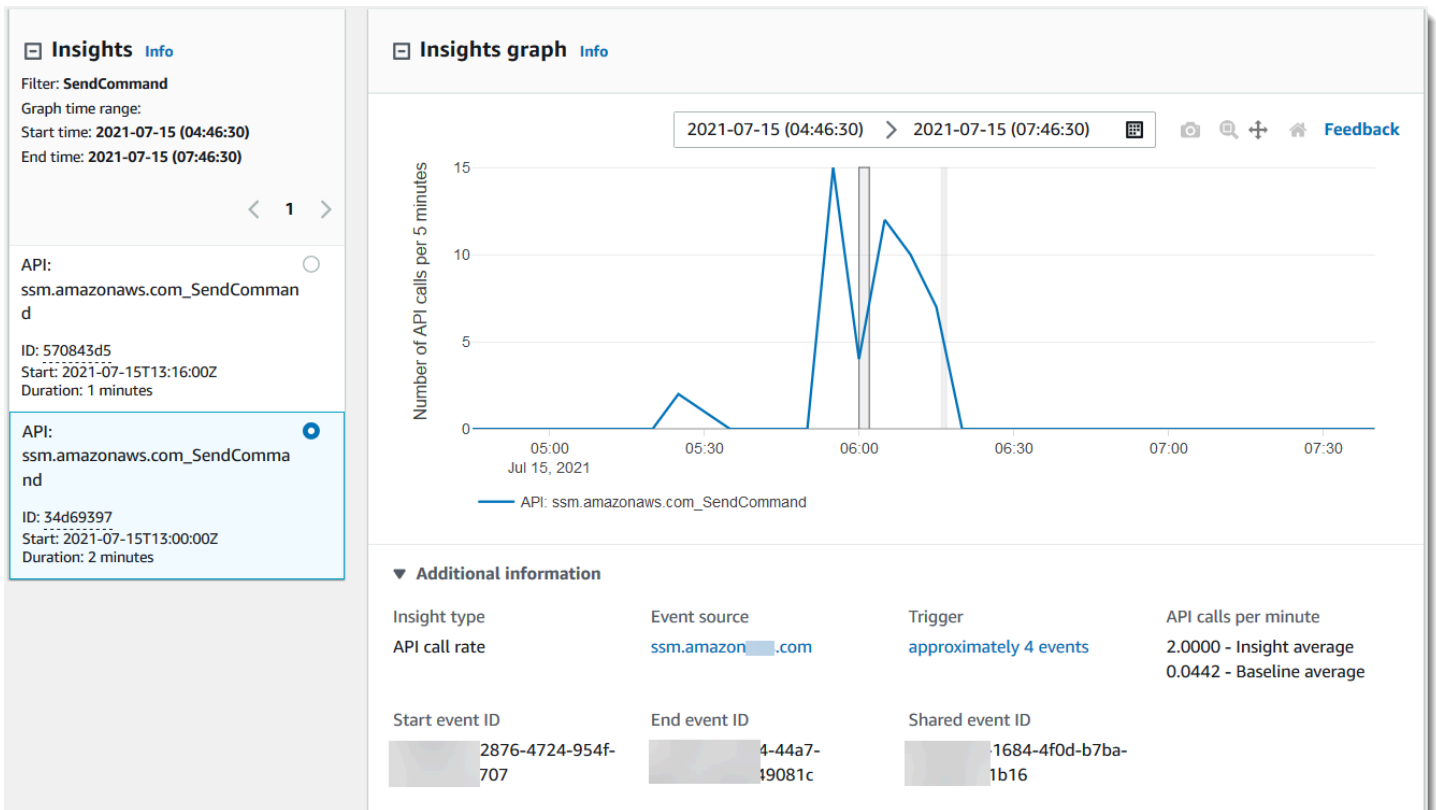 Insights Info
Filter: SendCommand
Graph time range:
Start time: 2021-07-15 (04:46:30)
End time: 2021-07-15 (07:46:30)
1
API:
ssm.amazonaws.com_SendComman
d
ID: 570843d5
Start: 2021-07-15T13:16:00Z
Duration: 1 minutes
API:
ssm.amazonaws.com_SendComma
nd
ID: 34d69397
Start: 2021-07-15T13:00:00Z
Duration: 2 minutes
Insights graph Info
2021-07-15 (04:46:30) > 2021-07-15 (07:46:30)
Feedback
Number of API calls per 5 minutes
15
10
5
0
05:00 05:30 06:00 06:30 07:00 07:30
Jul 15, 2021
API: ssm.amazonaws.com_SendCommand
Additional information
Insight type Event source Trigger API calls per minute
API call rate ssm.amazon .com approximately 4 events 2.0000 - Insight average
0.0442 - Baseline average
Start event ID End event ID Shared event ID
2876-4724-954f- 4-44a7- -1684-4f0d-b7ba-
707 49081c 1b16